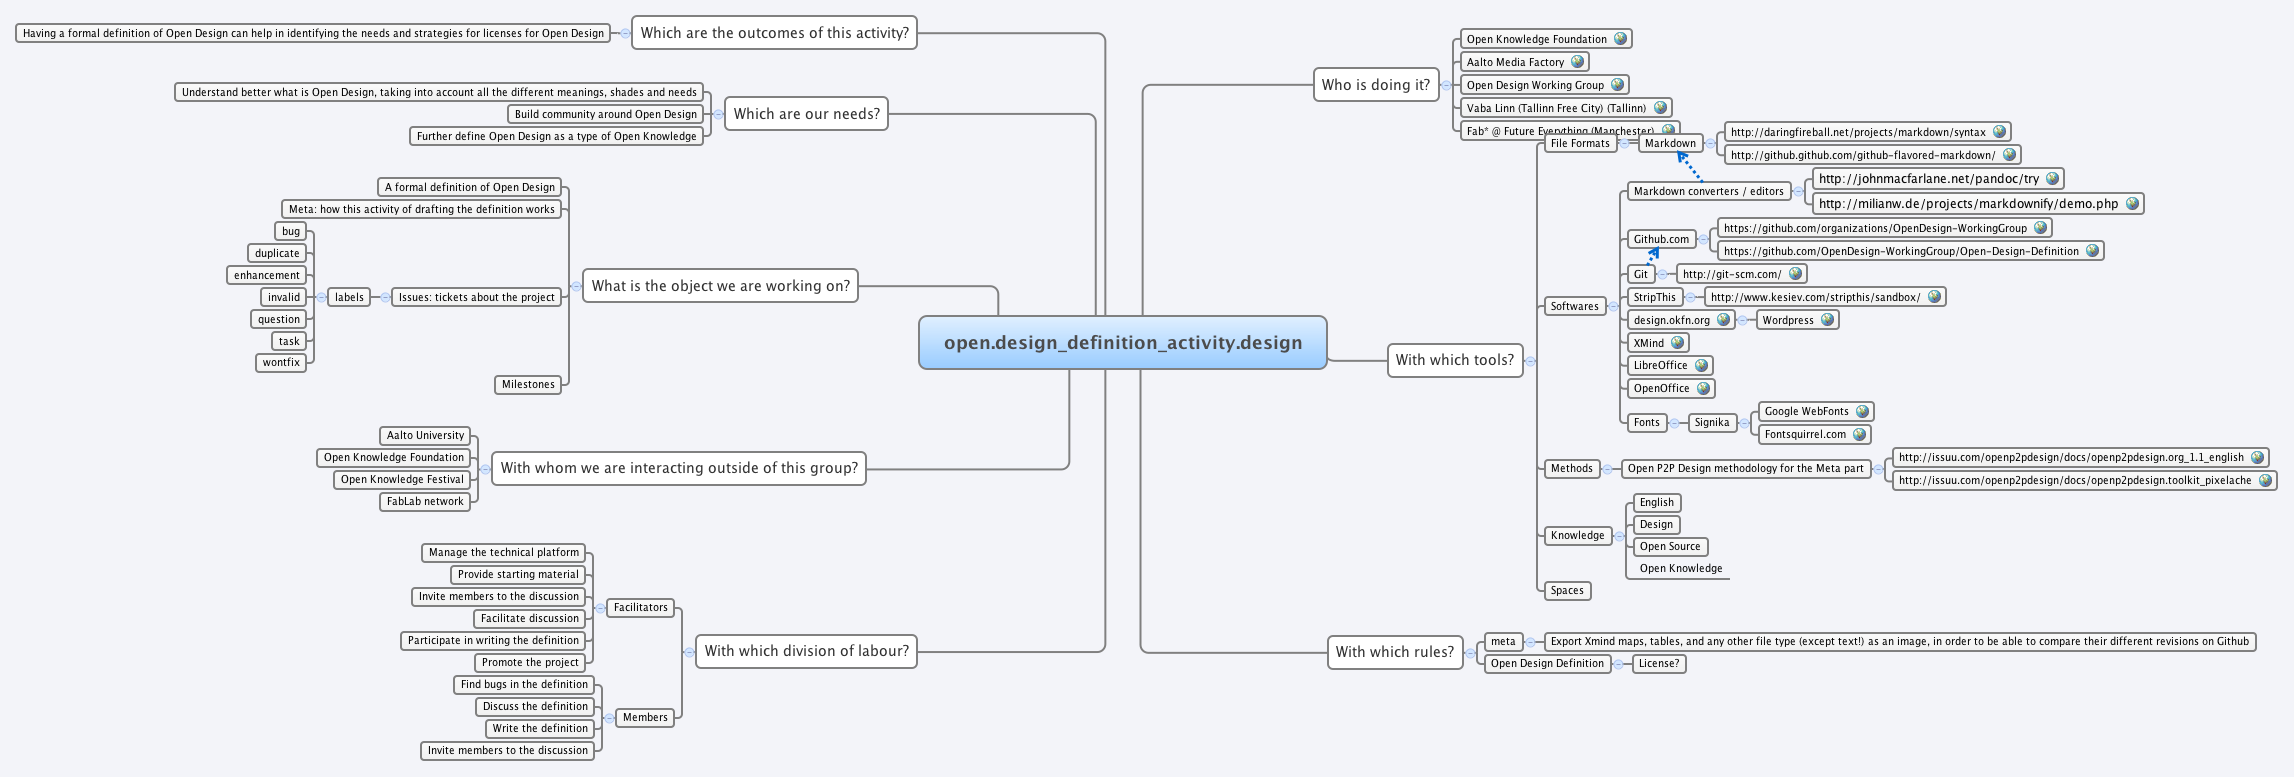 Having a formal definition of Open Design can help in identifying the needs and strategies for licenses for Open Design
Which are the outcomes of this activity?
Understand better what is Open Design, taking into account all the different meanings, shades and needs
Build community around Open Design
Further define Open Design as a type of Open Knowledge
Which are our needs?
A formal definition of Open Design
Meta: how this activity of drafting the definition works
bug
duplicate
enhancement
invalid
question
task
wontfix
labels
Issues: tickets about the project
Milestones
What is the object we are working on?
Aalto University
Open Knowledge Foundation
Open Knowledge Festival
FabLab network
With whom we are interacting outside of this group?
Manage the technical platform
Provide starting material
Invite members to the discussion
Facilitate discussion
Participate in writing the definition
Promote the project
Facilitators
Find bugs in the definition
Discuss the definition
Write the definition
Invite members to the discussion
Members
With which division of labour?
open.design_definition_activity.design
Who is doing it?
Open Knowledge Foundation
Aalto Media Factory
Open Design Working Group
Vaba Linn (Tallinn Free City) (Tallinn)
Fab* @ Future Everything (Manchester)
With which tools?
File Formats
Markdown
http://daringfireball.net/projects/markdown/syntax
http://github.github.com/github-flavored-markdown/
Softwares
Markdown converters / editors
http://johnmacfarlane.net/pandoc/try
http://milianw.de/projects/markdownify/demo.php
Github.com
https://github.com/organizations/OpenDesign-WorkingGroup
https://github.com/OpenDesign-WorkingGroup/Open-Design-Definition
Git
http://git-scm.com/
StripThis
http://www.kesiev.com/stripthis/sandbox/
design.okfn.org
Wordpress
XMind
LibreOffice
OpenOffice
Fonts
Signika
Google WebFonts
Fontsquirrel.com
Methods
Open P2P Design methodology for the Meta part
http://issuu.com/openp2pdesign/docs/openp2pdesign.org_1.1_english
http://issuu.com/openp2pdesign/docs/openp2pdesign.toolkit_pixelache
Knowledge
English
Design
Open Source
Open Knowledge
Spaces
With which rules?
meta
Export Xmind maps, tables, and any other file type (except text!) as an image, in order to be able to compare their different revisions on Github
Open Design Definition
License?